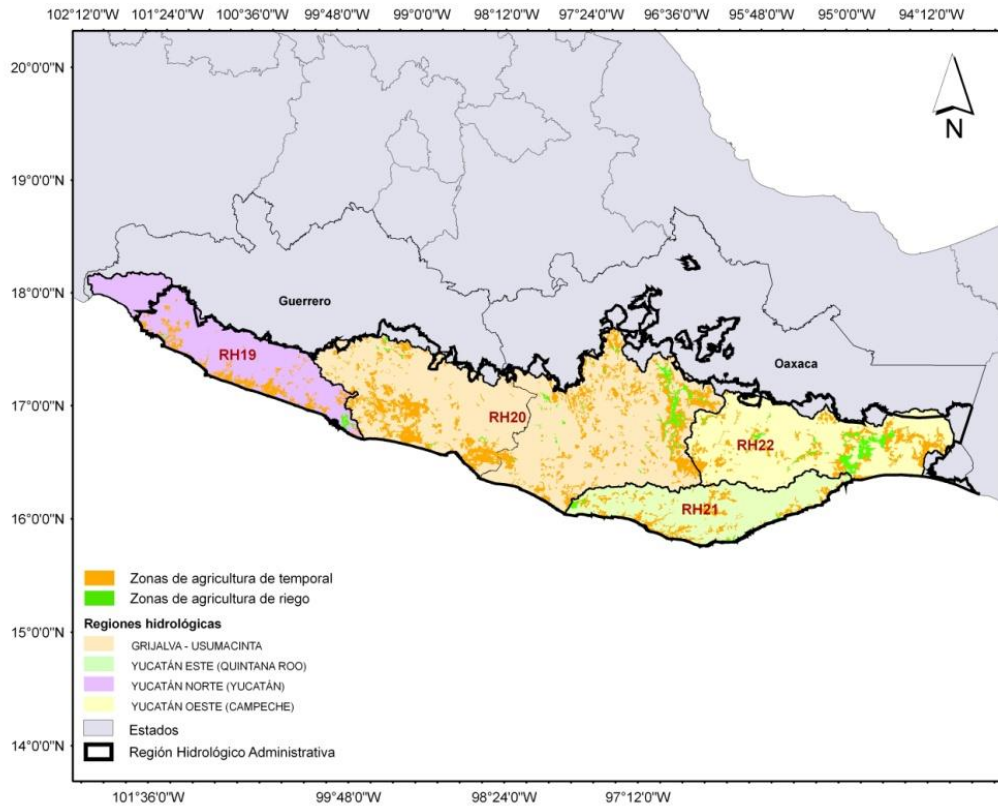 102°12'0"W 101°24'0"W 100°36'0"W 99°48'0"W 99°0'0"W 98°12'0"W 97°24'0"W 96°36'0"W 95°48'0"W 95°0'0"W 94°12'0"W
20°0'0"N
N
19°0'0"N
18°0'0"N
Guerrero
RH19
Oaxaca
17°0'0"N
RH20
RH22
16°0'0"N
RH21
Zonas de agricultura de temporal
Zonas de agricultura de riego
Regiones hidrológicas
15°0'0"N
GRIJALVA - USUMACINTA
YUCATÁN ESTE (QUINTANA ROO)
YUCATÁN NORTE (YUCATÁN)
YUCATÁN OESTE (CAMPECHE)
Estados
14°0'0"N
Región Hidrológico Administrativa
101°36'0"W 99°48'0"W 98°24'0"W 97°12'0"W